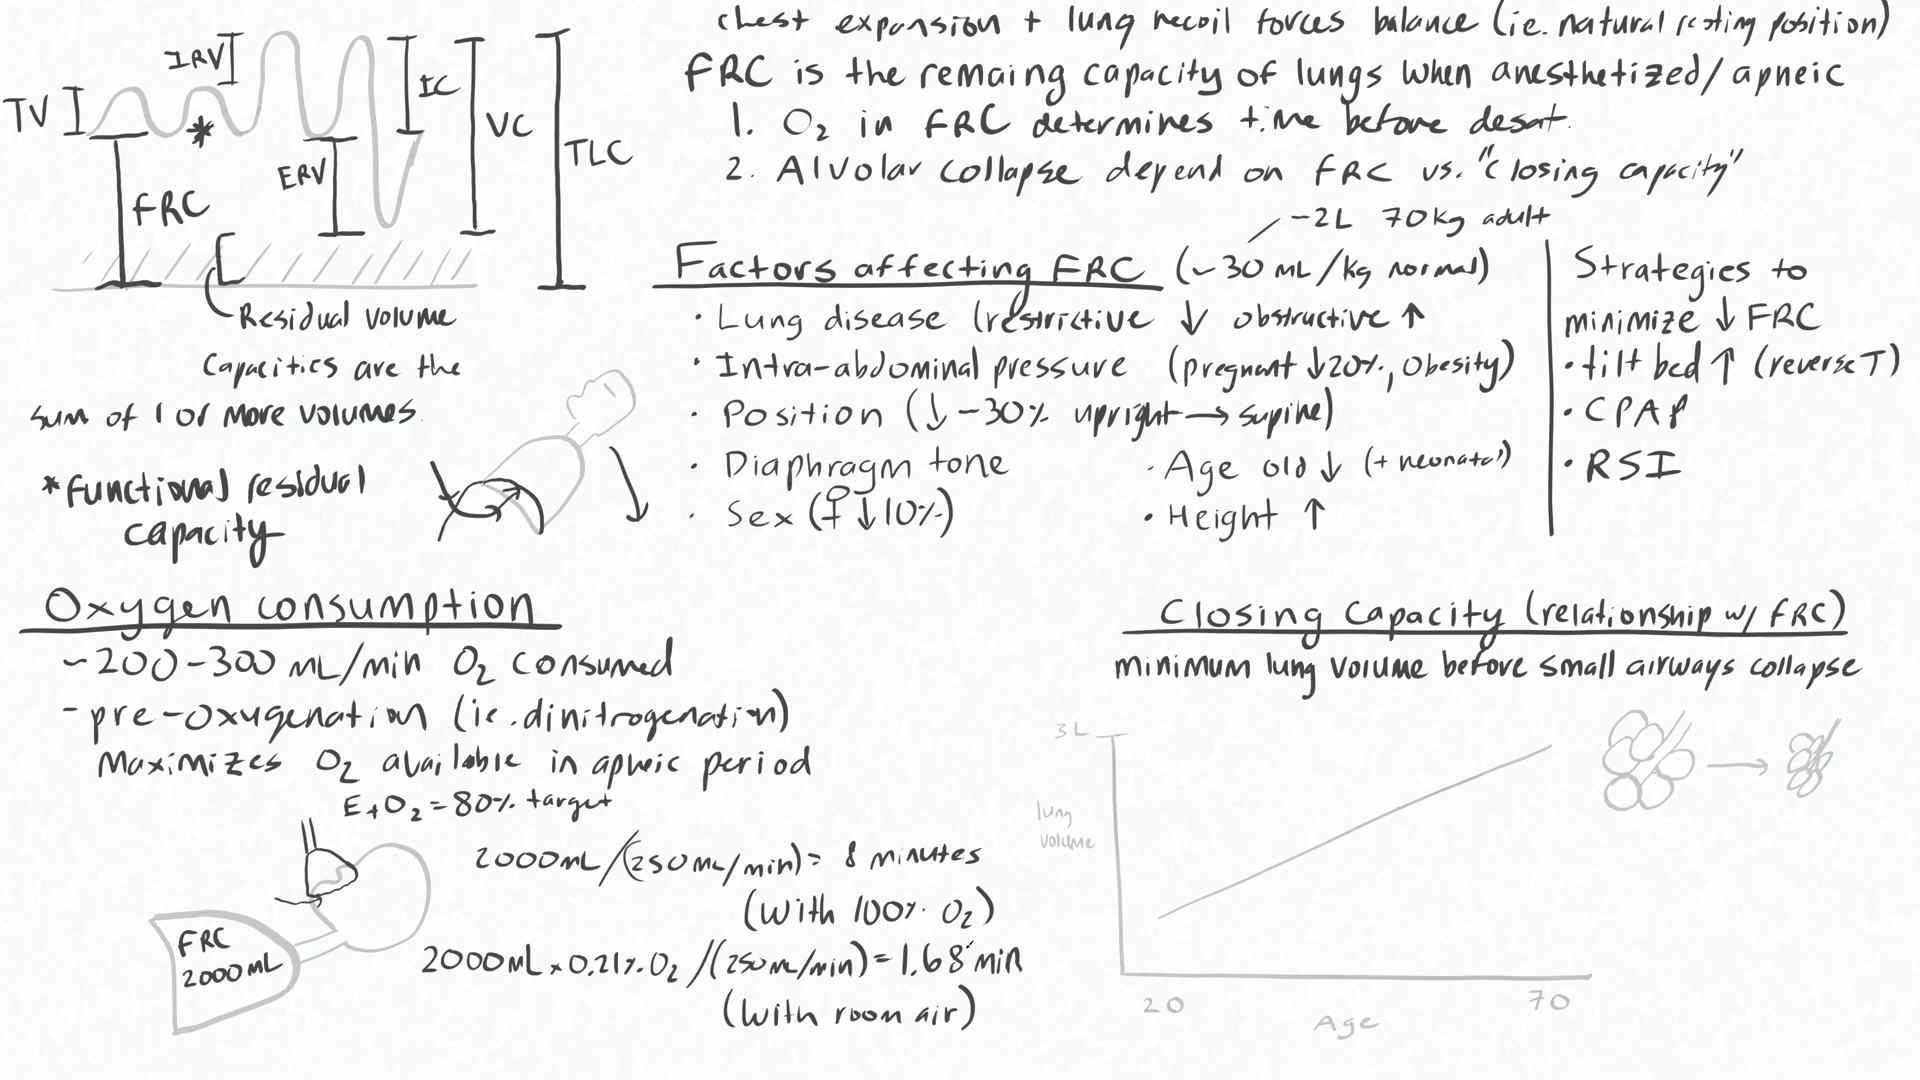 chest expansion + lung recoil forces balance (ie. natural resting position)
FRC is the remaing capacity of lungs when anesthetized/apneic
1. O2 in FRC determines time before desat.
2. Alvolar collapse depend on FRC vs. "closing capacity"
IRV
TV
IC
VC
TLC
ERV
FRC
*
Residual volume
Capacities are the
sum of 1 or more volumes.
*Functional residual
capacity
~2L 70kg adult
Factors affecting FRC (~30 mL/kg normal)
· Lung disease (restrictive ↓ obstructive ↑
· Intra-abdominal pressure (pregnant ↓20%, Obesity)
· Position (↓ ~30% upright → supine)
· Diaphragm tone
· Sex (♀ ↓10%)
· Age old ↓ (+ neonatal)
· Height ↑
Strategies to
minimize ↓ FRC
· tilt bed ↑ (reverse T)
· CPAP
· RSI
Oxygen consumption
~200-300 mL/min O2 consumed
- pre-oxygenation (ie. dinitrogenation)
Maximizes O2 available in apneic period
EtO2 = 80% target
2000mL/(250mL/min) = 8 minutes
(with 100% O2)
2000mL x 0.21% O2 /(250mL/min) = 1.68 min
(with room air)
FRC
2000mL
Closing Capacity (relationship w/ FRC)
minimum lung volume before small airways collapse
3L
lung
volume
20
70
Age